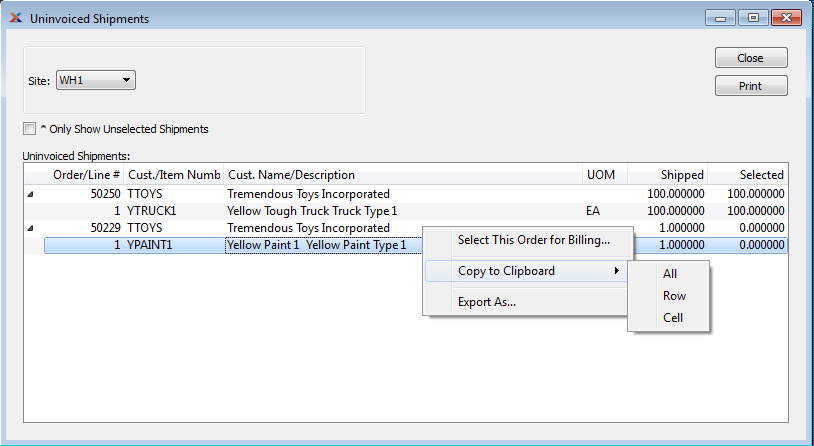 Uninvoiced Shipments
Close
Site: WH1
Print
^ Only Show Unselected Shipments
Uninvoiced Shipments:
Order/Line # Cust./Item Numb Cust. Name/Description UOM Shipped Selected
50250 TTOYS Tremendous Toys Incorporated 100.000000 100.000000
1 YTRUCK1 Yellow Tough Truck Truck Type 1 EA 100.000000 100.000000
50229 TTOYS Tremendous Toys Incorporated 1.000000 0.000000
1 YPAINT1 Yellow Paint 1 Yellow Paint Type 1 1.000000 0.000000
Select This Order for Billing...
Copy to Clipboard
All
Row
Cell
Export As...